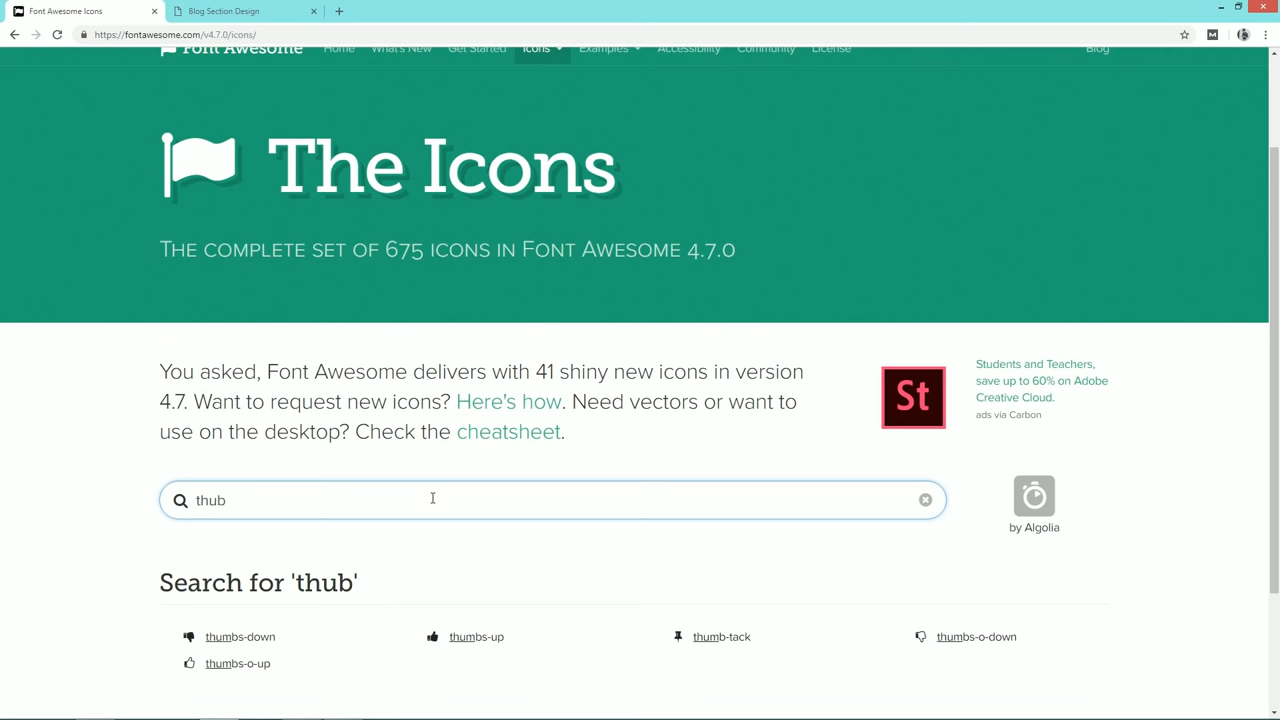 Font Awesome Icons
Blog Section Design
https://fontawesome.com/v4.7.0/icons/
M
Font Awesome Home What's New Get Started Icons Examples Accessibility Community License Blog
The Icons
The complete set of 675 icons in Font Awesome 4.7.0
You asked, Font Awesome delivers with 41 shiny new icons in version
4.7. Want to request new icons? Here's how. Need vectors or want to
use on the desktop? Check the cheatsheet.
St
Students and Teachers,
save up to 60% on Adobe
Creative Cloud.
ads via Carbon
thub
by Algolia
Search for 'thub'
thumbs-down thumbs-up thumb-tack thumbs-o-down
thumbs-o-up